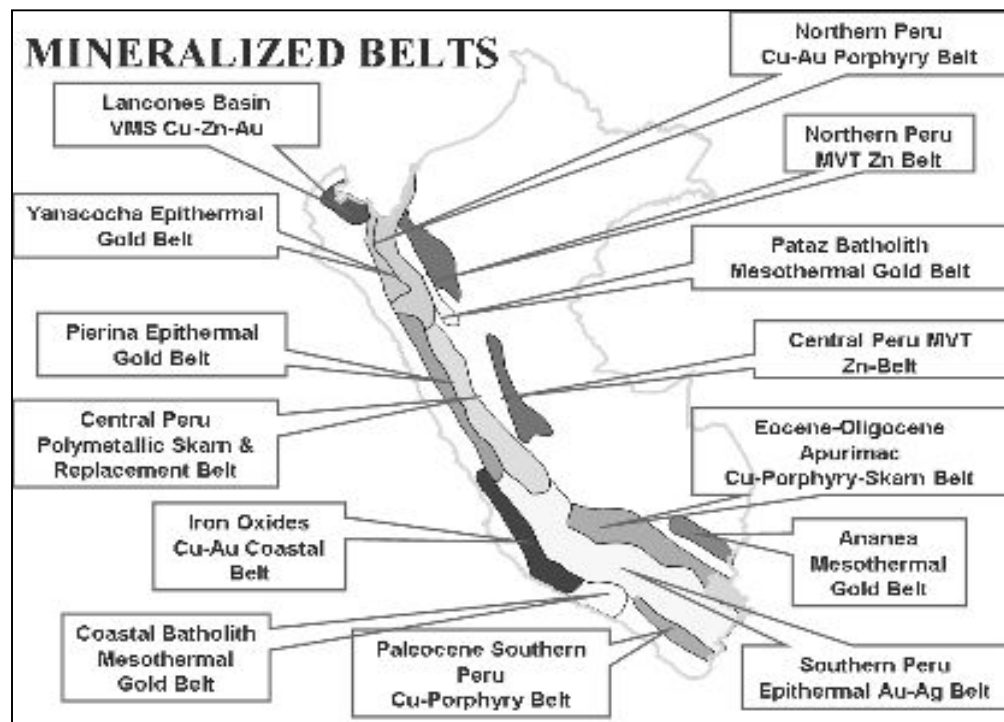 MINERALIZED BELTS
Northern Peru
Cu-Au Porphyry Belt
Lancones Basin
VMS Cu-Zn-Au
Northern Peru
MVT Zn Belt
Yanacocha Epithermal
Gold Belt
Pataz Batholith
Mesothermal Gold Belt
Pierina Epithermal
Gold Belt
Central Peru MVT
Zn-Belt
Central Peru
Polymetallic Skarn &
Replacement Belt
Eocene-Oligocene
Apurimac
Cu-Porphyry-Skarn Belt
Iron Oxides
Cu-Au Coastal
Belt
Ananea
Mesothermal
Gold Belt
Coastal Batholith
Mesothermal
Gold Belt
Paleocene Southern
Peru
Cu-Porphyry Belt
Southern Peru
Epithermal Au-Ag Belt